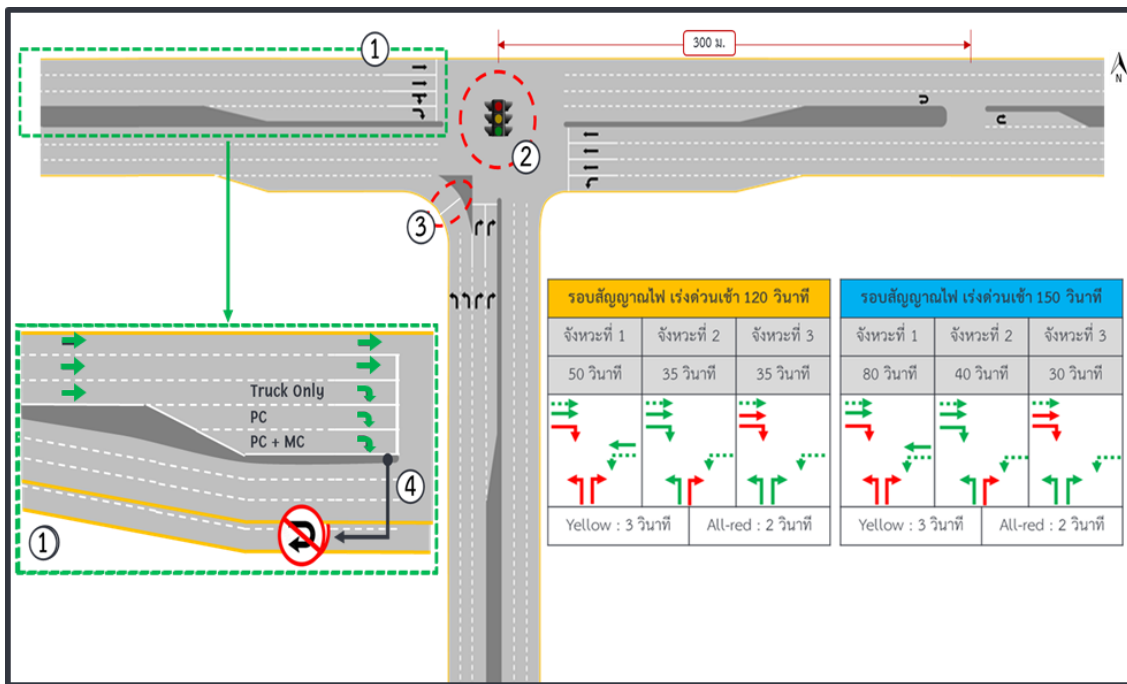 300 ม.
1
N
2
3
รอบสัญญาณไฟ เร่งด่วนเช้า 120 วินาที
จังหวะที่ 1
จังหวะที่ 2
จังหวะที่ 3
50 วินาที
35 วินาที
35 วินาที
Yellow : 3 วินาที
All-red : 2 วินาที
รอบสัญญาณไฟ เร่งด่วนเช้า 150 วินาที
จังหวะที่ 1
จังหวะที่ 2
จังหวะที่ 3
80 วินาที
40 วินาที
30 วินาที
Yellow : 3 วินาที
All-red : 2 วินาที
Truck Only
PC
PC + MC
4
1